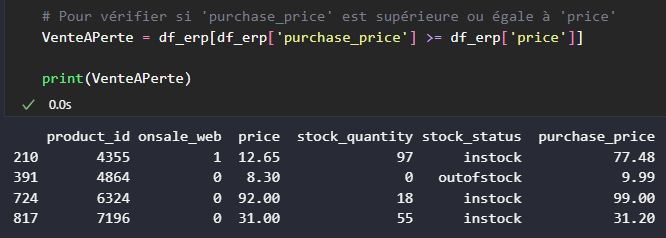 # Pour vérifier si 'purchase_price' est supérieure ou égale à 'price'
VenteAPerte = df_erp[df_erp['purchase_price'] >= df_erp['price']]
print(VenteAPerte)
0.0s
product_id onsale_web price stock_quantity stock_status purchase_price
210 4355 1 12.65 97 instock 77.48
391 4864 0 8.30 0 outofstock 9.99
724 6324 0 92.00 18 instock 99.00
817 7196 0 31.00 55 instock 31.20